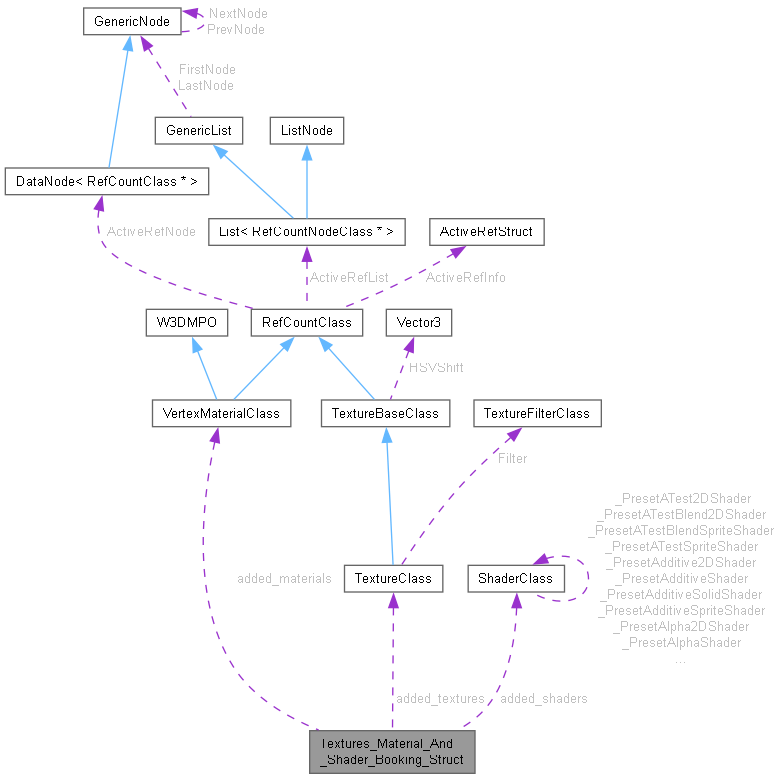 GenericNode
NextNode
PrevNode
FirstNode
LastNode
GenericList
ListNode
DataNode< RefCountClass * >
ActiveRefNode
List< RefCountNodeClass * >
ActiveRefStruct
ActiveRefList
ActiveRefInfo
W3DMPO
RefCountClass
Vector3
HSVShift
VertexMaterialClass
TextureBaseClass
TextureFilterClass
Filter
_PresetATest2DShader
_PresetATestBlend2DShader
_PresetATestBlendSpriteShader
_PresetATestSpriteShader
_PresetAdditive2DShader
_PresetAdditiveShader
_PresetAdditiveSolidShader
_PresetAdditiveSpriteShader
_PresetAlpha2DShader
_PresetAlphaShader
...
added_materials
TextureClass
ShaderClass
added_textures
added_shaders
Textures_Material_And
_Shader_Booking_Struct